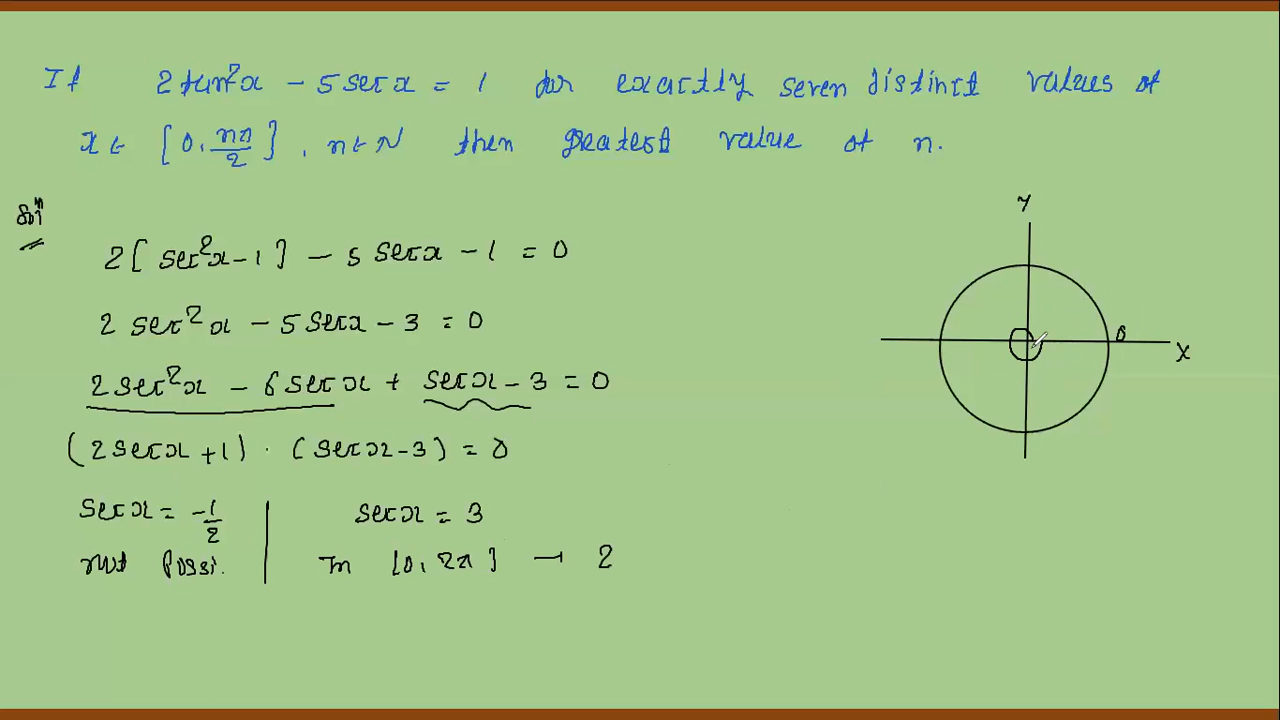 If 2tan²x - 5secx = 1 for exactly seven distinct values of
x ∈ [0, nπ/2], n ∈ N then greatest value of n.
Solⁿ
2[sec²x-1] - 5secx - 1 = 0
2sec²x - 5secx - 3 = 0
2sec²x - 6secx + secx - 3 = 0
(2secx+1) · (secx-3) = 0
secx = -1/2 | secx = 3
not Possi. | In [0, 2π] → 2
Y
0
X